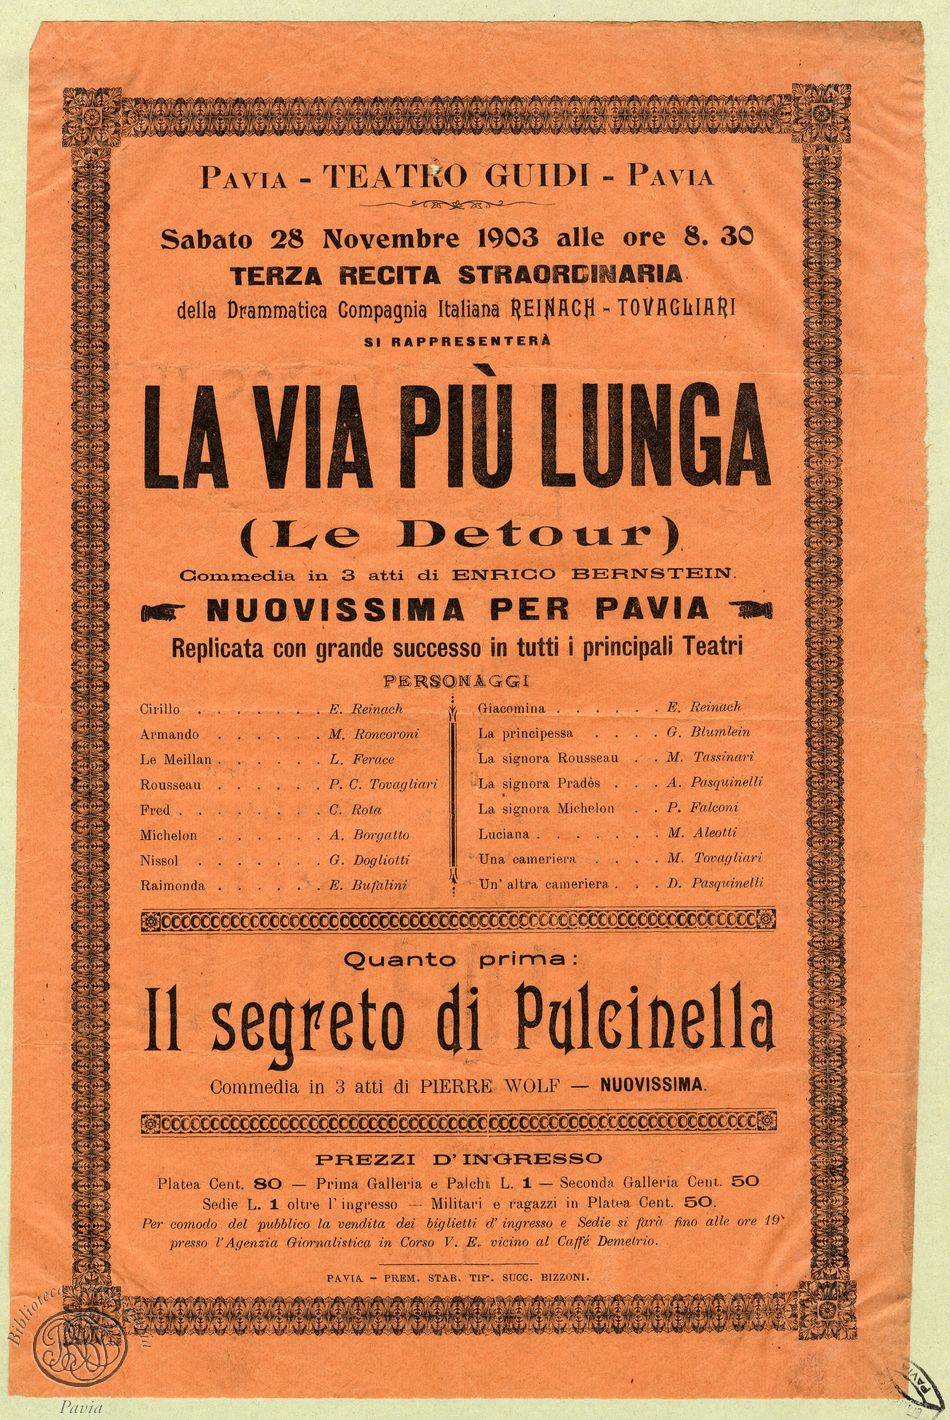 PAVIA - TEATRO GUIDI - PAVIA
Sabato 28 Novembre 1903 alle ore 8. 30
TERZA RECITA STRAORDINARIA
della Drammatica Compagnia Italiana REINACH - TOVAGLIARI
SI RAPPRESENTERÀ
LA VIA PIÙ LUNGA
(Le Detour)
Commedia in 3 atti di ENRICO BERNSTEIN.
NUOVISSIMA PER PAVIA
Replicata con grande successo in tutti i principali Teatri
PERSONAGGI
Cirillo . . . . . . . E. Reinach
Armando . . . . . . M. Roncoroni
Le Meillan . . . . . . L. Ferace
Rousseau . . . . . . P. C. Tovagliari
Fred . . . . . . . . C. Rota
Michelon . . . . . . A. Borgatto
Nissol . . . . . . . G. Dogliotti
Raimonda . . . . . . E. Bufalini
Giacomina . . . . . . E. Reinach
La principessa . . . . G. Blumlein
La signora Rousseau . . M. Tassinari
La signora Pradés . . . A. Pasquinelli
La signora Michelon . . P. Falconi
Luciana . . . . . . . M. Aleotti
Una cameriera . . . . M. Tovagliari
Un' altra cameriera . . . D. Pasquinelli
Quanto prima:
Il segreto di Pulcinella
Commedia in 3 atti di PIERRE WOLF — NUOVISSIMA.
PREZZI D'INGRESSO
Platea Cent. 80 — Prima Galleria e Palchi L. 1 — Seconda Galleria Cent. 50
Sedie L. 1 oltre l'ingresso — Militari e ragazzi in Platea Cent. 50.
Per comodo del pubblico la vendita dei biglietti d'ingresso e Sedie si farà fino alle ore 19
presso l'Agenzia Giornalistica in Corso V. E. vicino al Caffé Demetrio.
PAVIA - PREM. STAB. TIP. SUCC. BIZZONI.
Biblioteca
Pavia
PAVIA